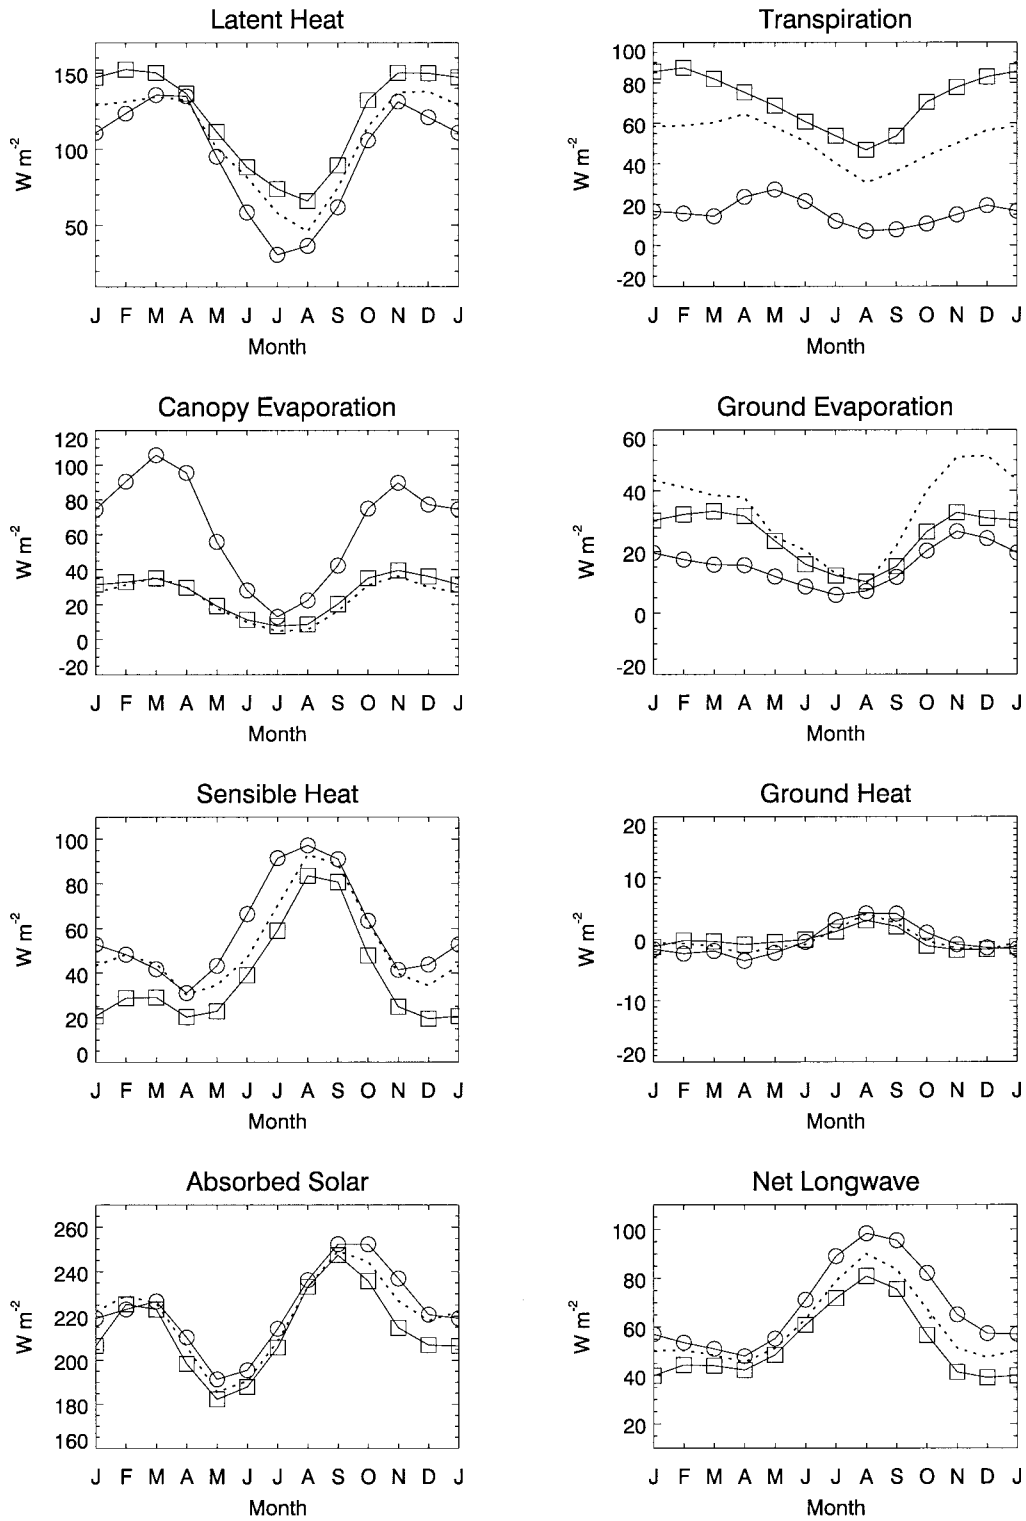 Latent Heat
150
100
50
W m-2
J F M A M J J A S O N D J
Month
Transpiration
100
80
60
40
20
0
-20
W m-2
J F M A M J J A S O N D J
Month
Canopy Evaporation
120
100
80
60
40
20
0
-20
W m-2
J F M A M J J A S O N D J
Month
Ground Evaporation
60
40
20
0
-20
W m-2
J F M A M J J A S O N D J
Month
Sensible Heat
100
80
60
40
20
0
W m-2
J F M A M J J A S O N D J
Month
Ground Heat
20
10
0
-10
-20
W m-2
J F M A M J J A S O N D J
Month
Absorbed Solar
260
240
220
200
180
160
W m-2
J F M A M J J A S O N D J
Month
Net Longwave
100
80
60
40
20
W m-2
J F M A M J J A S O N D J
Month